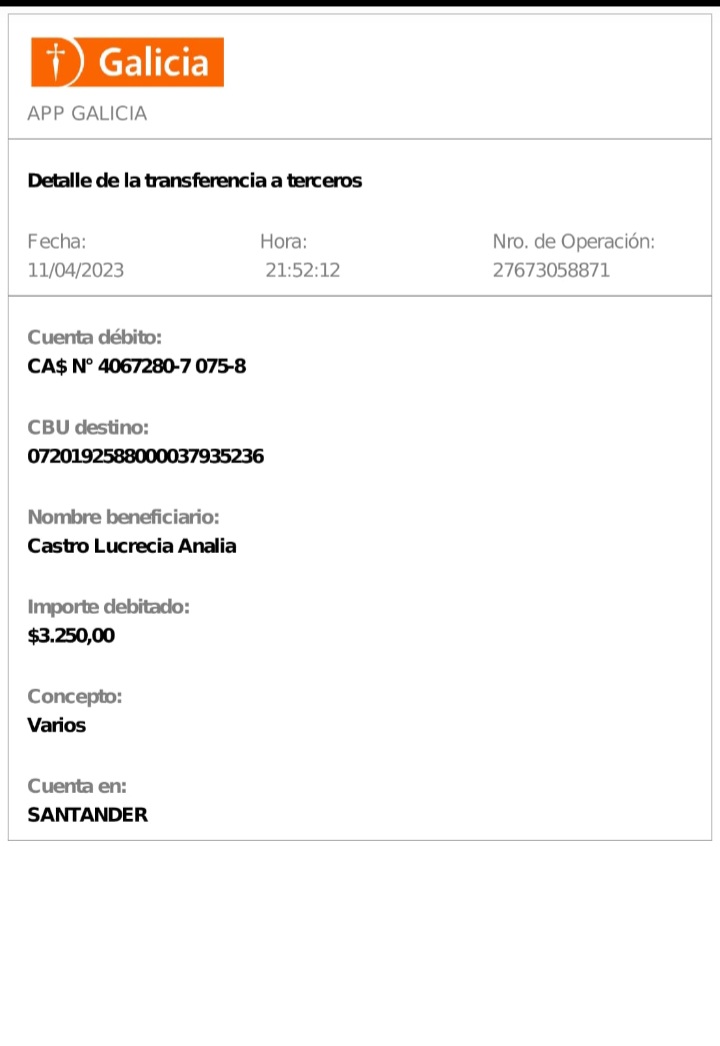 Galicia
APP GALICIA
Detalle de la transferencia a terceros
Fecha: Hora: Nro. de Operación:
11/04/2023 21:52:12 27673058871
Cuenta débito:
CA$ N° 4067280-7 075-8
CBU destino:
0720192588000037935236
Nombre beneficiario:
Castro Lucrecia Analia
Importe debitado:
$3.250,00
Concepto:
Varios
Cuenta en:
SANTANDER